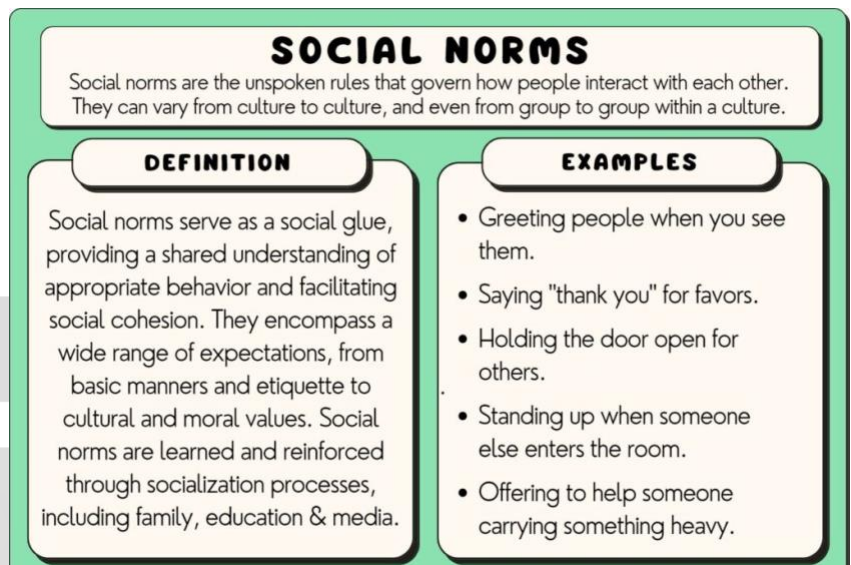 SOCIAL NORMS
Social norms are the unspoken rules that govern how people interact with each other.
They can vary from culture to culture, and even from group to group within a culture.
DEFINITION
Social norms serve as a social glue,
providing a shared understanding of
appropriate behavior and facilitating
social cohesion. They encompass a
wide range of expectations, from
basic manners and etiquette to
cultural and moral values. Social
norms are learned and reinforced
through socialization processes,
including family, education & media.
EXAMPLES
• Greeting people when you see
them.
• Saying "thank you" for favors.
• Holding the door open for
others.
• Standing up when someone
else enters the room.
• Offering to help someone
carrying something heavy.